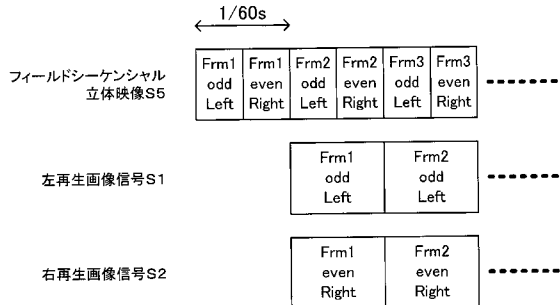 1/60s
フィールドシーケンシャル
立体映像S5
Frm1 Frm1 Frm2 Frm2 Frm3 Frm3
odd even odd even odd even
Left Right Left Right Left Right
左再生画像信号S1
Frm1 Frm2
odd odd
Left Left
右再生画像信号S2
Frm1 Frm2
even even
Right Right